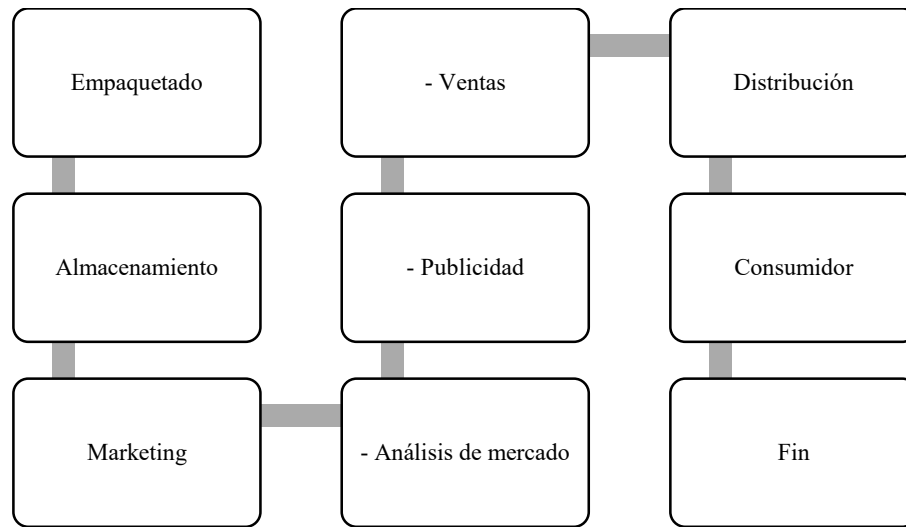 Empaquetado
Almacenamiento
Marketing
- Análisis de mercado
- Publicidad
- Ventas
Distribución
Consumidor
Fin